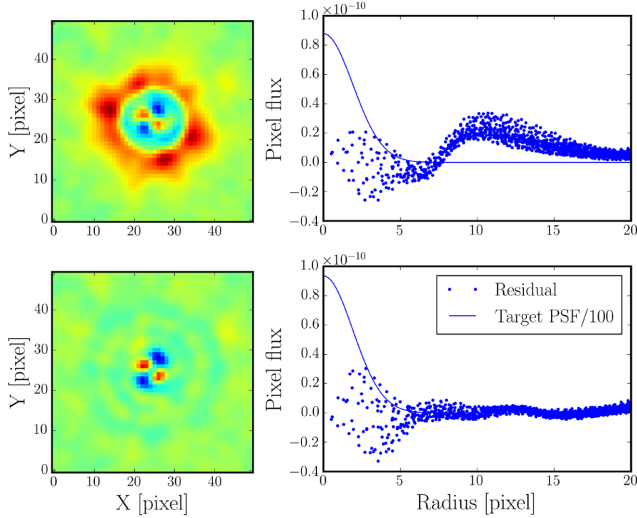 ×10⁻¹⁰
Y [pixel]
40
30
20
10
0
0 10 20 30 40
Pixel flux
1.0
0.8
0.6
0.4
0.2
0.0
−0.2
−0.4
0 5 10 15 20
×10⁻¹⁰
Y [pixel]
40
30
20
10
0
0 10 20 30 40
X [pixel]
Pixel flux
1.0
0.8
0.6
0.4
0.2
0.0
−0.2
−0.4
Residual
Target PSF/100
0 5 10 15 20
Radius [pixel]